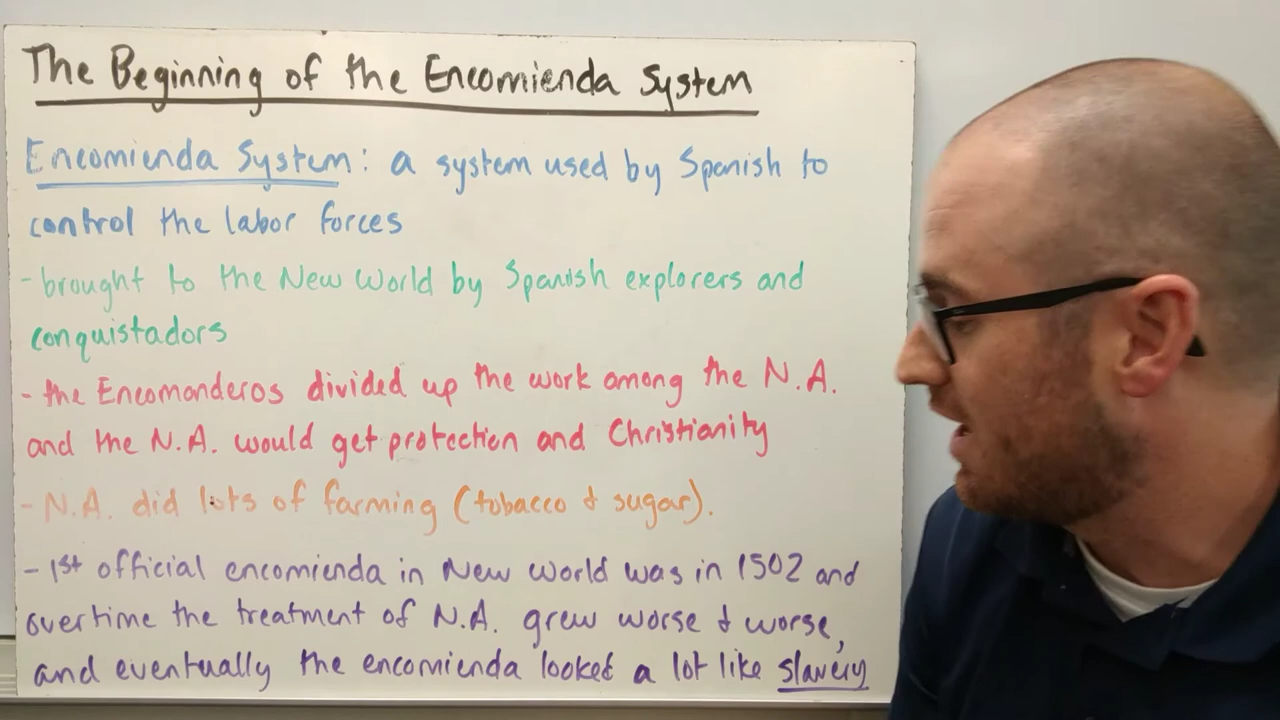 The Beginning of the Encomienda System
Encomienda System: a system used by Spanish to
control the labor forces
- brought to the New World by Spanish explorers and
conquistadors
- the Encomanderos divided up the work among the N.A.
and the N.A. would get protection and Christianity
- N.A. did lots of farming (tobacco & sugar).
- 1st official encomienda in New World was in 1502 and
overtime the treatment of N.A. grew worse & worse,
and eventually the encomienda looked a lot like slavery